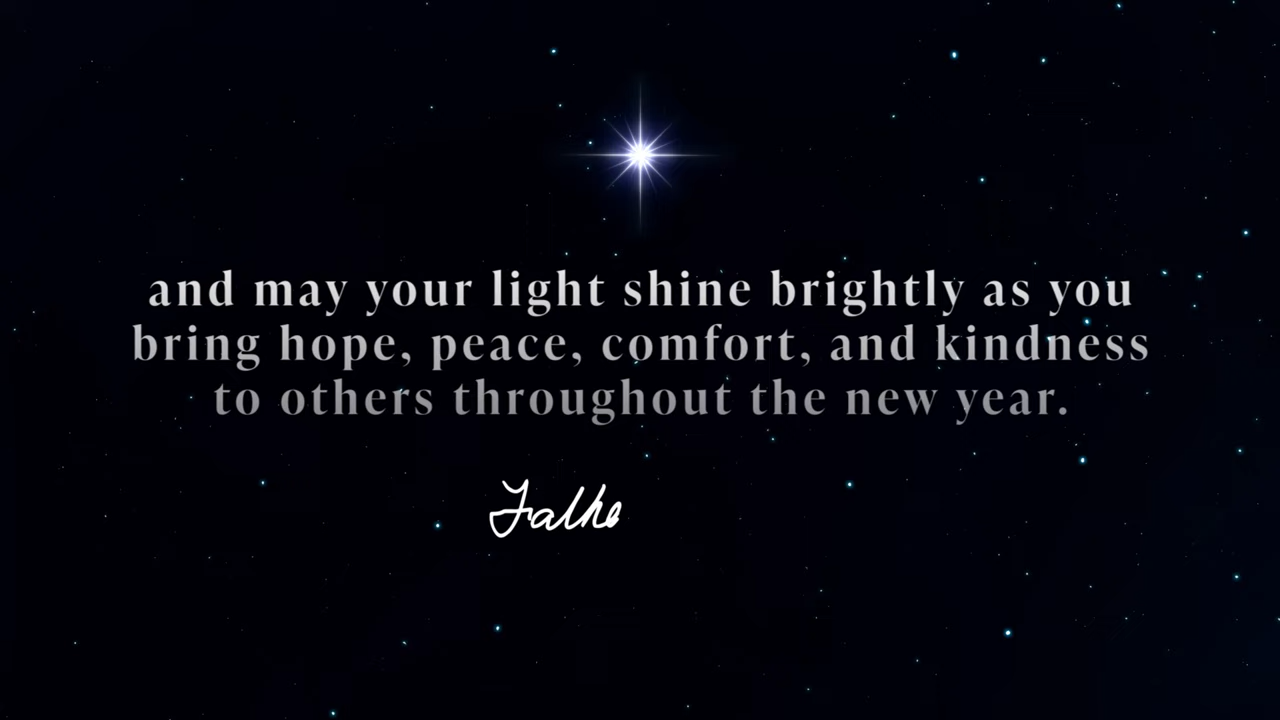 and may your light shine brightly as you
bring hope, peace, comfort, and kindness
to others throughout the new year.